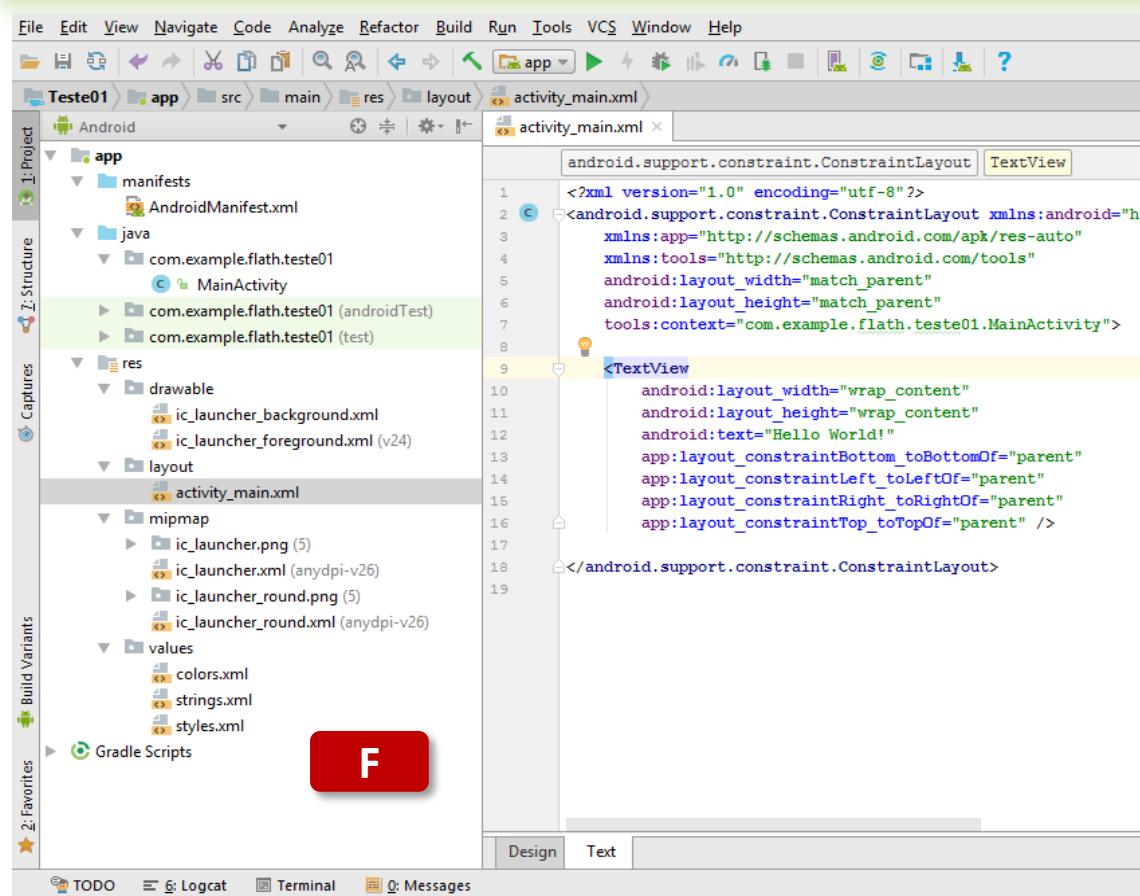 File Edit View Navigate Code Analyze Refactor Build Run Tools VCS Window Help
app
Teste01 app src main res layout activity_main.xml
1: Project
Z: Structure
Captures
Build Variants
2: Favorites
Android
app
manifests
AndroidManifest.xml
java
com.example.flath.teste01
C MainActivity
com.example.flath.teste01 (androidTest)
com.example.flath.teste01 (test)
res
drawable
ic_launcher_background.xml
ic_launcher_foreground.xml (v24)
layout
activity_main.xml
mipmap
ic_launcher.png (5)
ic_launcher.xml (anydpi-v26)
ic_launcher_round.png (5)
ic_launcher_round.xml (anydpi-v26)
values
colors.xml
strings.xml
styles.xml
Gradle Scripts
F
activity_main.xml
android.support.constraint.ConstraintLayout TextView
1 <?xml version="1.0" encoding="utf-8"?>
2 C <android.support.constraint.ConstraintLayout xmlns:android="h
3 xmlns:app="http://schemas.android.com/apk/res-auto"
4 xmlns:tools="http://schemas.android.com/tools"
5 android:layout_width="match_parent"
6 android:layout_height="match_parent"
7 tools:context="com.example.flath.teste01.MainActivity">
8
9 <TextView
10 android:layout_width="wrap_content"
11 android:layout_height="wrap_content"
12 android:text="Hello World!"
13 app:layout_constraintBottom_toBottomOf="parent"
14 app:layout_constraintLeft_toLeftOf="parent"
15 app:layout_constraintRight_toRightOf="parent"
16 app:layout_constraintTop_toTopOf="parent" />
17
18 </android.support.constraint.ConstraintLayout>
19
Design Text
TODO 6: Logcat Terminal 0: Messages